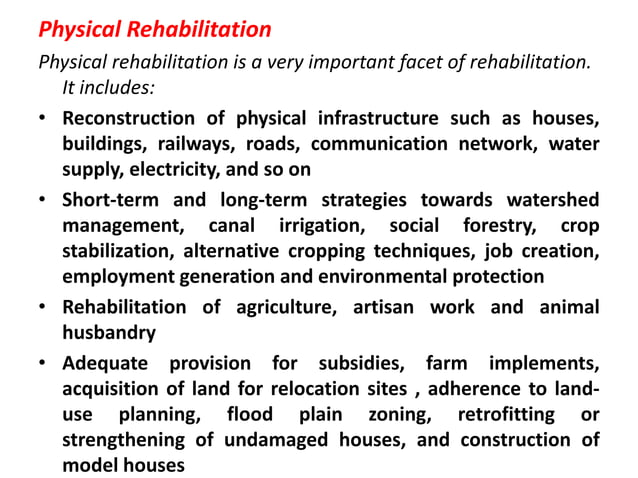 Physical Rehabilitation
Physical rehabilitation is a very important facet of rehabilitation.
It includes:
• Reconstruction of physical infrastructure such as houses,
buildings, railways, roads, communication network, water
supply, electricity, and so on
• Short-term and long-term strategies towards watershed
management, canal irrigation, social forestry, crop
stabilization, alternative cropping techniques, job creation,
employment generation and environmental protection
• Rehabilitation of agriculture, artisan work and animal
husbandry
• Adequate provision for subsidies, farm implements,
acquisition of land for relocation sites , adherence to land-
use planning, flood plain zoning, retrofitting or
strengthening of undamaged houses, and construction of
model houses